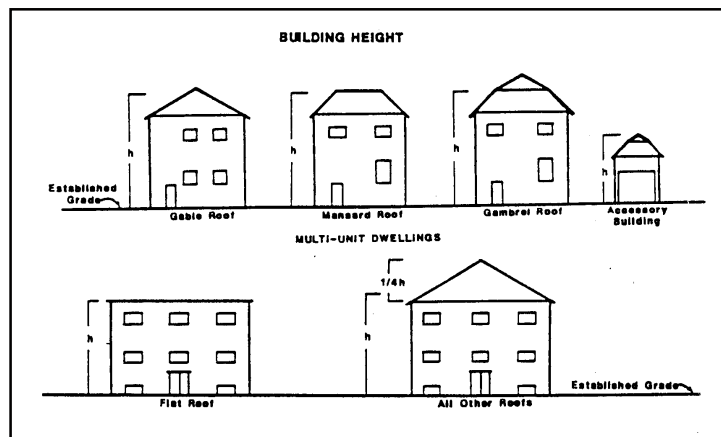 BUILDING HEIGHT
h
h
h
h
Established
Grade
Gable Roof
Mansard Roof
Gambrel Roof
Accessory
Building
MULTI-UNIT DWELLINGS
1/4h
h
h
Established Grade
Flat Roof
All Other Roofs